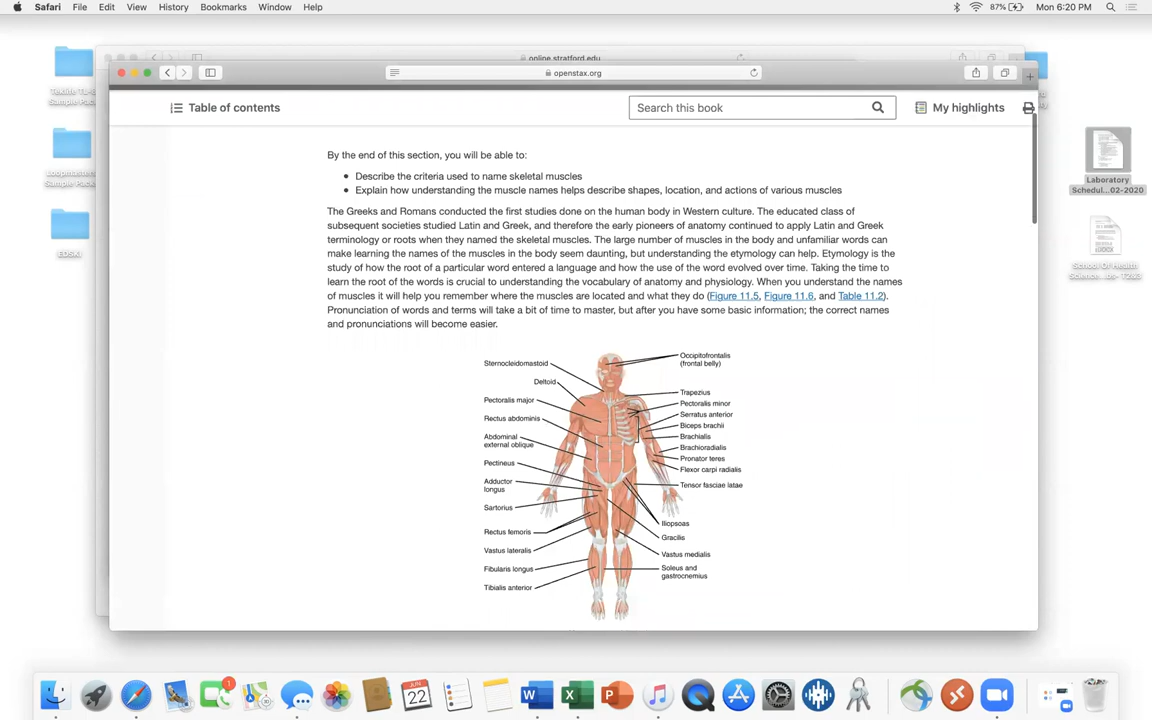 Safari File Edit View History Bookmarks Window Help 87% Mon 6:20 PM
online.stratford.edu
openstax.org
Table of contents
Search this book
My highlights
By the end of this section, you will be able to:
Describe the criteria used to name skeletal muscles
Explain how understanding the muscle names helps describe shapes, location, and actions of various muscles
The Greeks and Romans conducted the first studies done on the human body in Western culture. The educated class of
subsequent societies studied Latin and Greek, and therefore the early pioneers of anatomy continued to apply Latin and Greek
terminology or roots when they named the skeletal muscles. The large number of muscles in the body and unfamiliar words can
make learning the names of the muscles in the body seem daunting, but understanding the etymology can help. Etymology is the
study of how the root of a particular word entered a language and how the use of the word evolved over time. Taking the time to
learn the root of the words is crucial to understanding the vocabulary of anatomy and physiology. When you understand the names
of muscles it will help you remember where the muscles are located and what they do (Figure 11.5, Figure 11.6, and Table 11.2).
Pronunciation of words and terms will take a bit of time to master, but after you have some basic information; the correct names
and pronunciations will become easier.
Sternocleidomastoid
Deltoid
Pectoralis major
Rectus abdominis
Abdominal
external oblique
Pectineus
Adductor
longus
Sartorius
Rectus femoris
Vastus lateralis
Fibularis longus
Tibialis anterior
Occipitofrontalis
(frontal belly)
Trapezius
Pectoralis minor
Serratus anterior
Biceps brachii
Brachialis
Brachioradialis
Pronator teres
Flexor carpi radialis
Tensor fasciae latae
Iliopsoas
Gracilis
Vastus medialis
Soleus and
gastrocnemius
Sample Pack
Loopmasters
Sample Pack
EDSKI
Laboratory
Schedul...02-2020
School Of Health
1
JUN
22